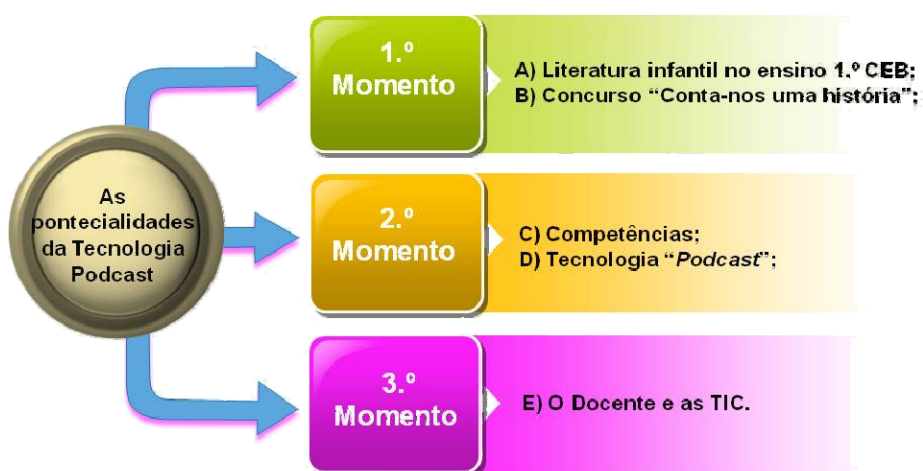 As
pontecialidades
da Tecnologia
Podcast
1.º
Momento
A) Literatura infantil no ensino 1.º CEB;
B) Concurso “Conta-nos uma história”;
2.º
Momento
C) Competências;
D) Tecnologia “Podcast”;
3.º
Momento
E) O Docente e as TIC.